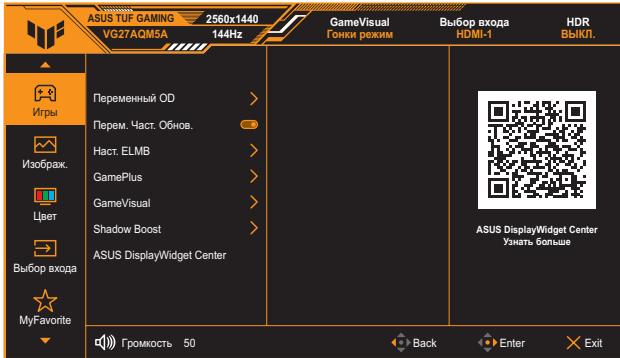 ASUS TUF GAMING 2560x1440
VG27AQM5A 144Hz
GameVisual
Гонки режим
Выбор входа
HDMI-1
HDR
ВЫКЛ.
Игры
Изображ.
Цвет
Выбор входа
MyFavorite
Переменный OD
Перем. Част. Обнов.
Наст. ELMB
GamePlus
GameVisual
Shadow Boost
ASUS DisplayWidget Center
ASUS DisplayWidget Center
Узнать больше
Громкость 50
Back
Enter
Exit